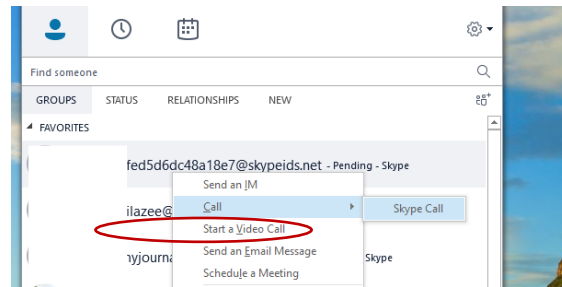 Find someone
GROUPS STATUS RELATIONSHIPS NEW
FAVORITES
fed5d6dc48a18e7@skypeids.net - Pending - Skype
Send an IM
ilazee@ Call Skype Call
Start a Video Call
nyjourna Send an Email Message Skype
Schedule a Meeting